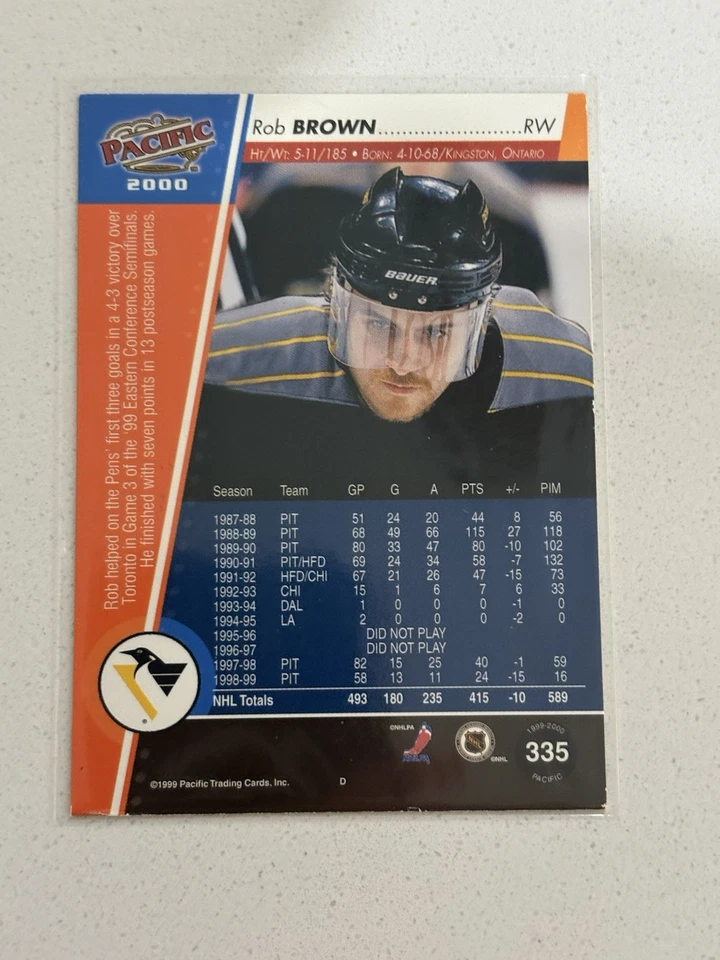 PACIFIC
2000
Rob BROWN.........................RW
HT/WT: 5-11/185 • BORN: 4-10-68/KINGSTON, ONTARIO
Rob helped on the Pens' first three goals in a 4-3 victory over
Toronto in Game 3 of the '99 Eastern Conference Semifinals.
He finished with seven points in 13 postseason games.
BAUER
Season Team GP G A PTS +/- PIM
1987-88 PIT 51 24 20 44 8 56
1988-89 PIT 68 49 66 115 27 118
1989-90 PIT 80 33 47 80 -10 102
1990-91 PIT/HFD 69 24 34 58 -7 132
1991-92 HFD/CHI 67 21 26 47 -15 73
1992-93 CHI 15 1 6 7 6 33
1993-94 DAL 1 0 0 0 -1 0
1994-95 LA 2 0 0 0 -2 0
1995-96 DID NOT PLAY
1996-97 DID NOT PLAY
1997-98 PIT 82 15 25 40 -1 59
1998-99 PIT 58 13 11 24 -15 16
NHL Totals 493 180 235 415 -10 589
©NHLPA
NHLPA
©NHL
1999-2000
335
PACIFIC
©1999 Pacific Trading Cards, Inc.
D